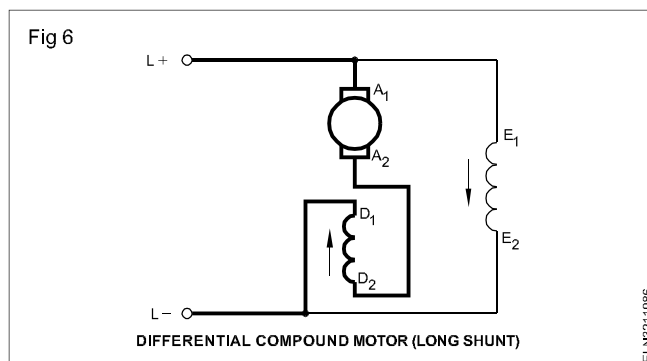 Fig 6
L +
A1
A2
E1
E2
D1
D2
L –
DIFFERENTIAL COMPOUND MOTOR (LONG SHUNT)